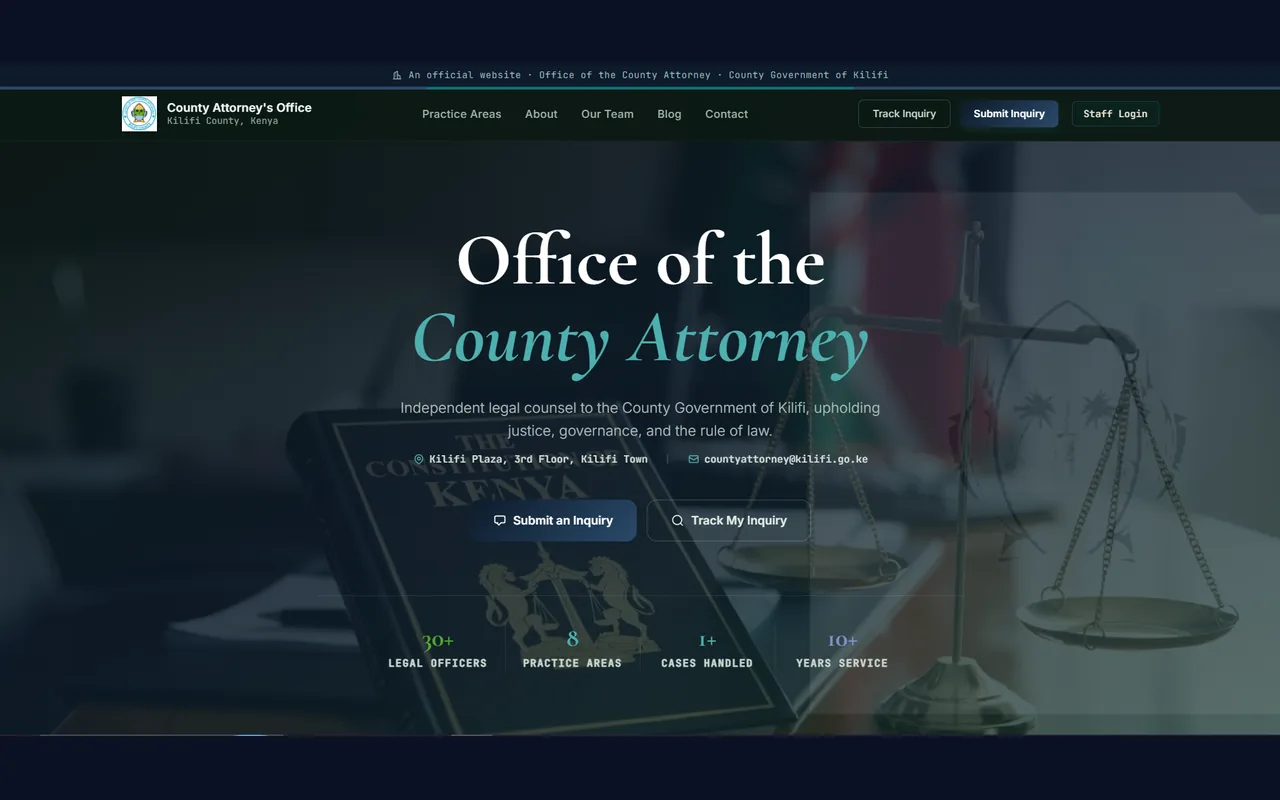 An official website · Office of the County Attorney · County Government of Kilifi
County Attorney's Office
Kilifi County, Kenya
Practice Areas
About
Our Team
Blog
Contact
Track Inquiry
Submit Inquiry
Staff Login
Office of the
County Attorney
Independent legal counsel to the County Government of Kilifi, upholding
justice, governance, and the rule of law.
Kilifi Plaza, 3rd Floor, Kilifi Town | countyattorney@kilifi.go.ke
THE
CONSTITUTION OF
KENYA
Submit an Inquiry
Track My Inquiry
30+
LEGAL OFFICERS
8
PRACTICE AREAS
1+
CASES HANDLED
10+
YEARS SERVICE